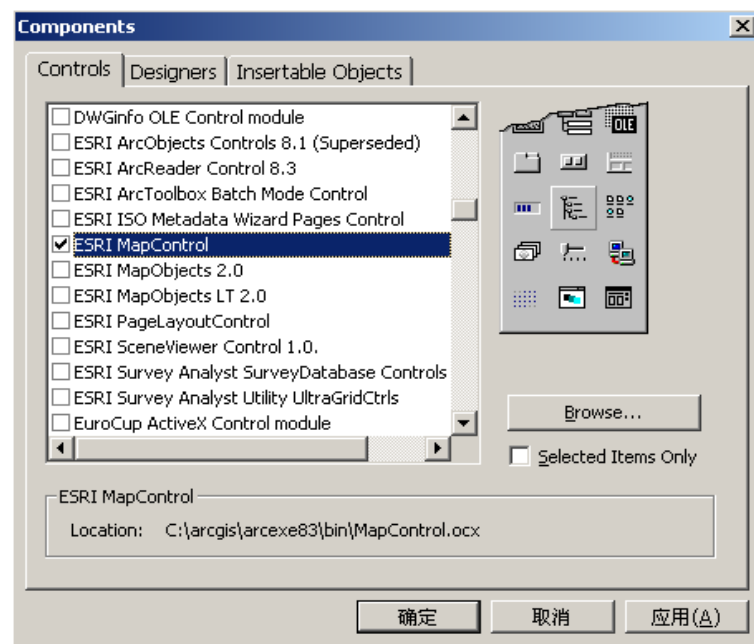 Components
Controls Designers Insertable Objects
DWGinfo OLE Control module
ESRI ArcObjects Controls 8.1 (Superseded)
ESRI ArcReader Control 8.3
ESRI ArcToolbox Batch Mode Control
ESRI ISO Metadata Wizard Pages Control
ESRI MapControl
ESRI MapObjects 2.0
ESRI MapObjects LT 2.0
ESRI PageLayoutControl
ESRI SceneViewer Control 1.0.
ESRI Survey Analyst SurveyDatabase Controls
ESRI Survey Analyst Utility UltraGridCtrls
EuroCup ActiveX Control module
OLE
Browse...
Selected Items Only
ESRI MapControl
Location: C:\arcgis\arcexe83\bin\MapControl.ocx
确定 取消 应用(A)